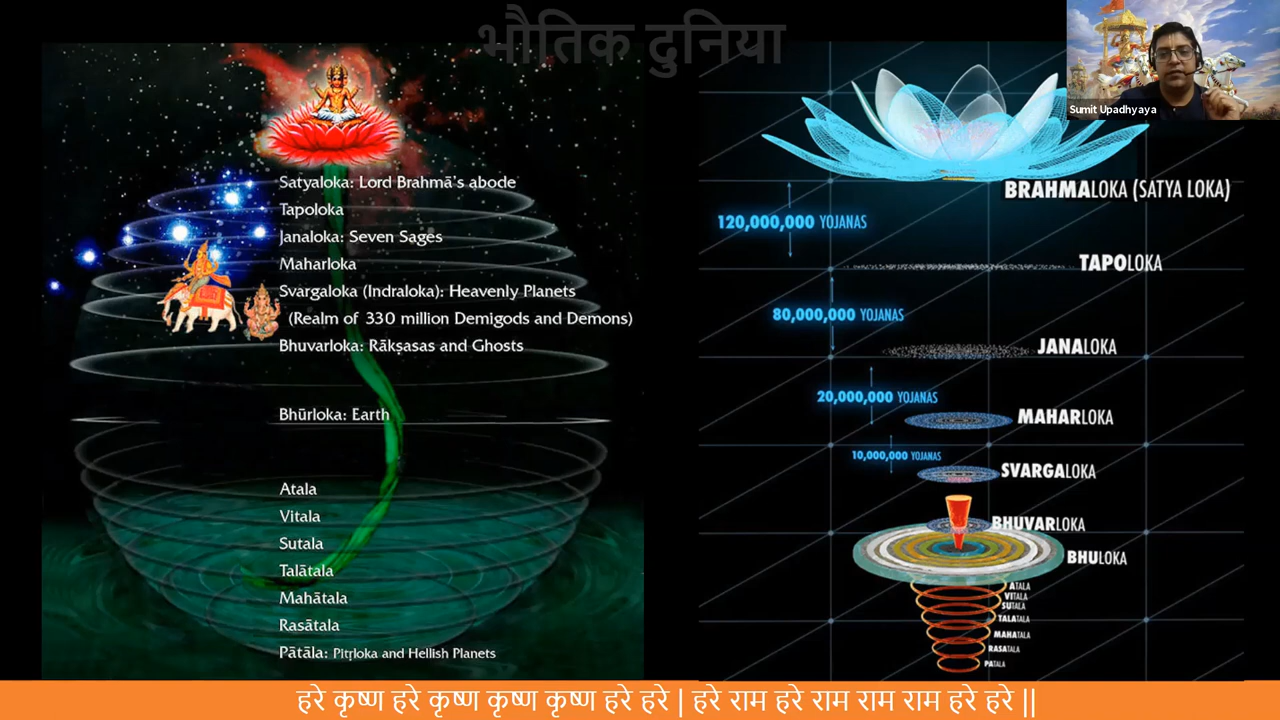 भौतिक दुनिया
Sumit Upadhyaya
Satyaloka: Lord Brahmā's abode
Tapoloka
Janaloka: Seven Sages
Maharloka
Svargaloka (Indraloka): Heavenly Planets
(Realm of 330 million Demigods and Demons)
Bhuvarloka: Rākṣasas and Ghosts
Bhūrloka: Earth
Atala
Vitala
Sutala
Talātala
Mahātala
Rasātala
Pātāla: Pitṛloka and Hellish Planets
BRAHMALOKA (SATYA LOKA)
120,000,000 YOJANAS
TAPOLOKA
80,000,000 YOJANAS
JANALOKA
20,000,000 YOJANAS
MAHARLOKA
10,000,000 YOJANAS
SVARGALOKA
BHUVARLOKA
BHULOKA
ATALA
VITALA
SUTALA
TALATALA
MAHATALA
RASATALA
PATALA
हरे कृष्ण हरे कृष्ण कृष्ण कृष्ण हरे हरे | हरे राम हरे राम राम राम हरे हरे ||